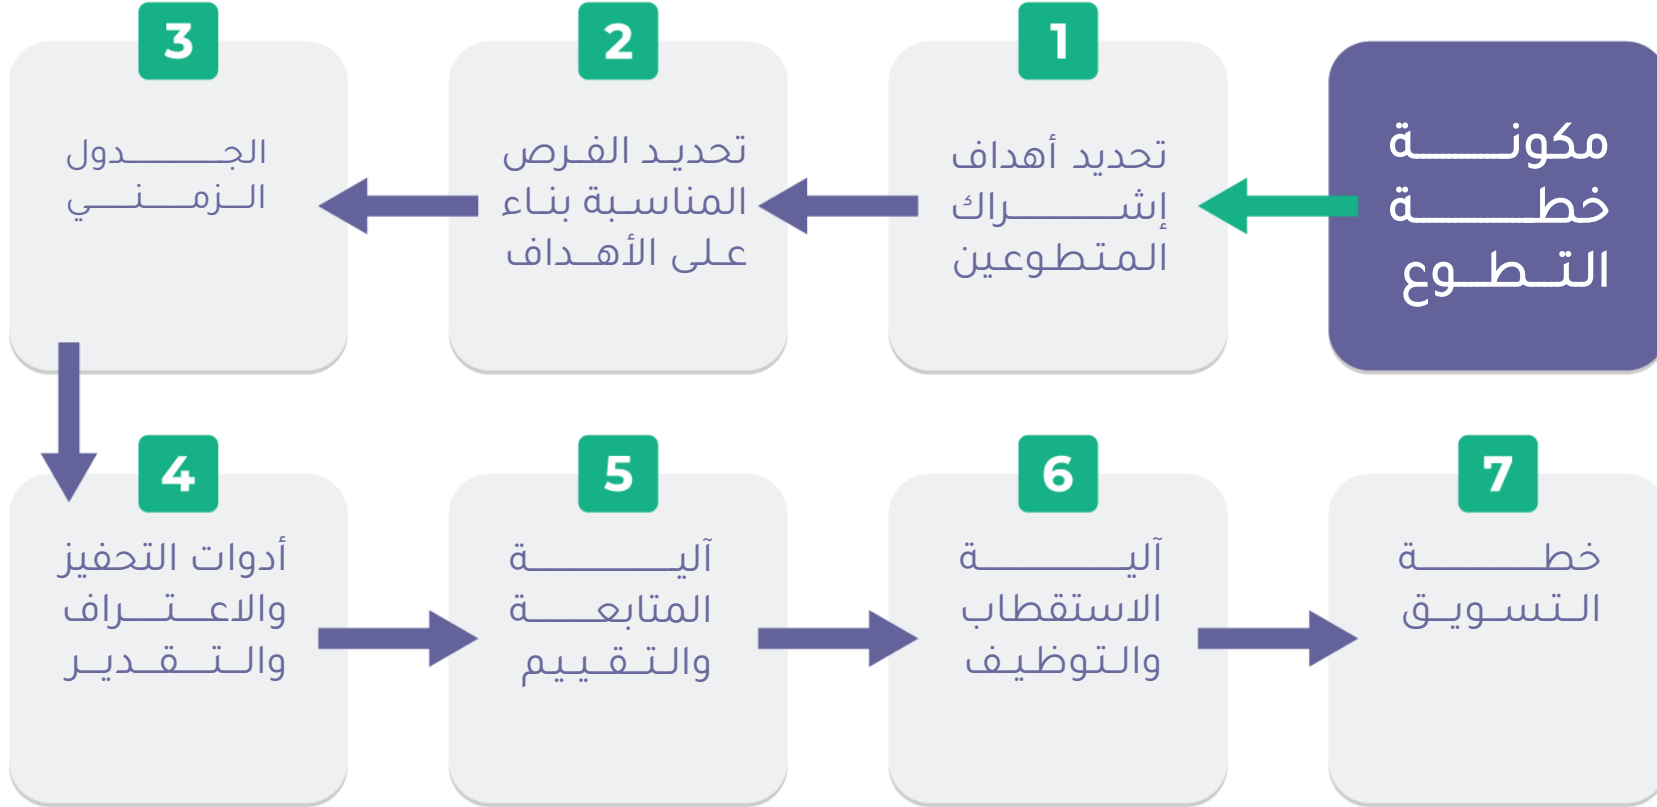 مكونة
خطة
التطوع
1
تحديد أهداف
إشراك
المتطوعين
2
تحديد الفرص
المناسبة بناء
على الأهداف
3
الجدول
الزمني
4
أدوات التحفيز
والاعتراف
والتقدير
5
آلية
المتابعة
والتقييم
6
آلية
الاستقطاب
والتوظيف
7
خطة
التسويق